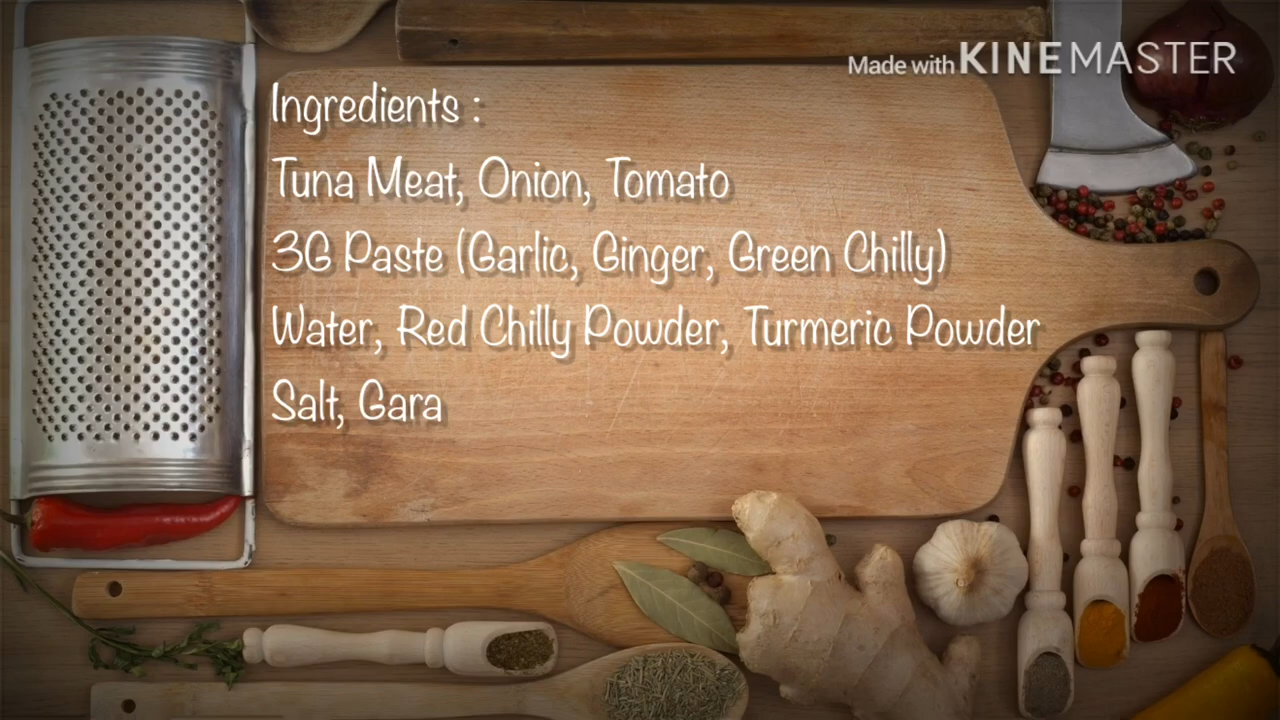 Made with KINEMASTER
Ingredients :
Tuna Meat, Onion, Tomato
3G Paste (Garlic, Ginger, Green Chilly)
Water, Red Chilly Powder, Turmeric Powder
Salt, Gara